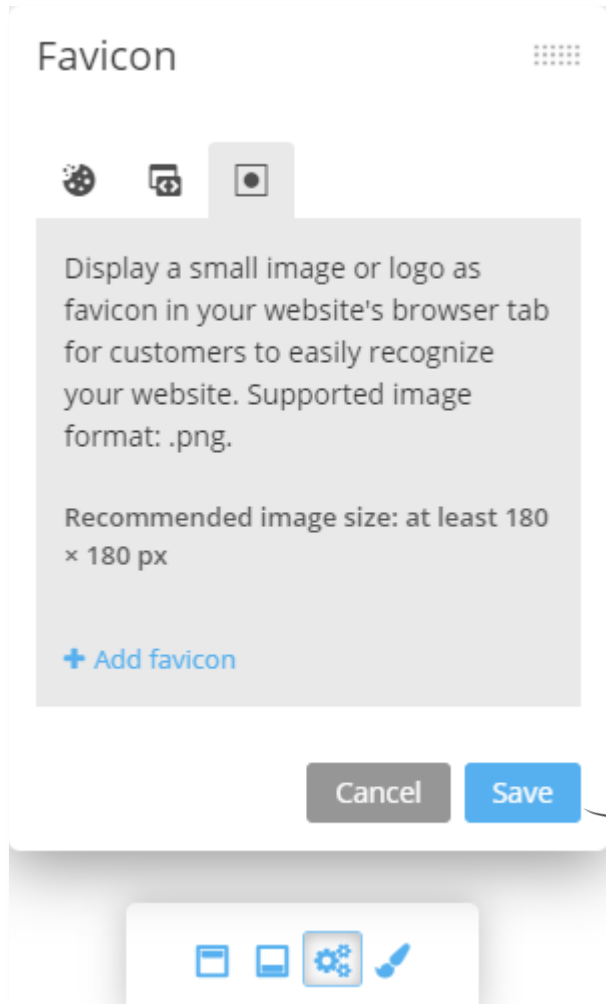 Favicon
Display a small image or logo as
favicon in your website's browser tab
for customers to easily recognize
your website. Supported image
format: .png.
Recommended image size: at least 180
× 180 px
Add favicon
Cancel Save